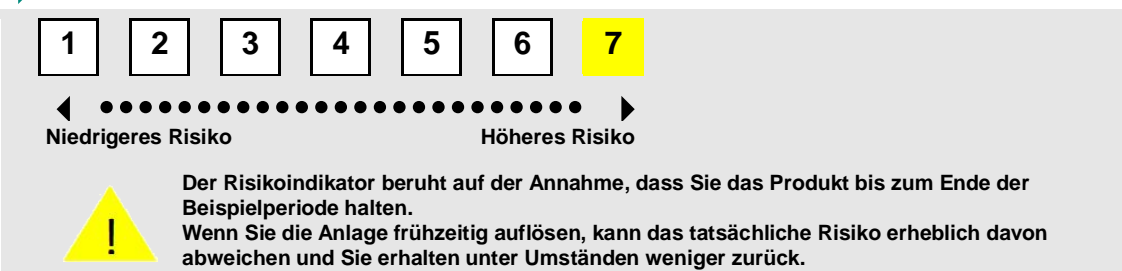 1 2 3 4 5 6 7
Niedrigeres Risiko Höheres Risiko
Der Risikoindikator beruht auf der Annahme, dass Sie das Produkt bis zum Ende der
Beispielperiode halten.
! Wenn Sie die Anlage frühzeitig auflösen, kann das tatsächliche Risiko erheblich davon
abweichen und Sie erhalten unter Umständen weniger zurück.